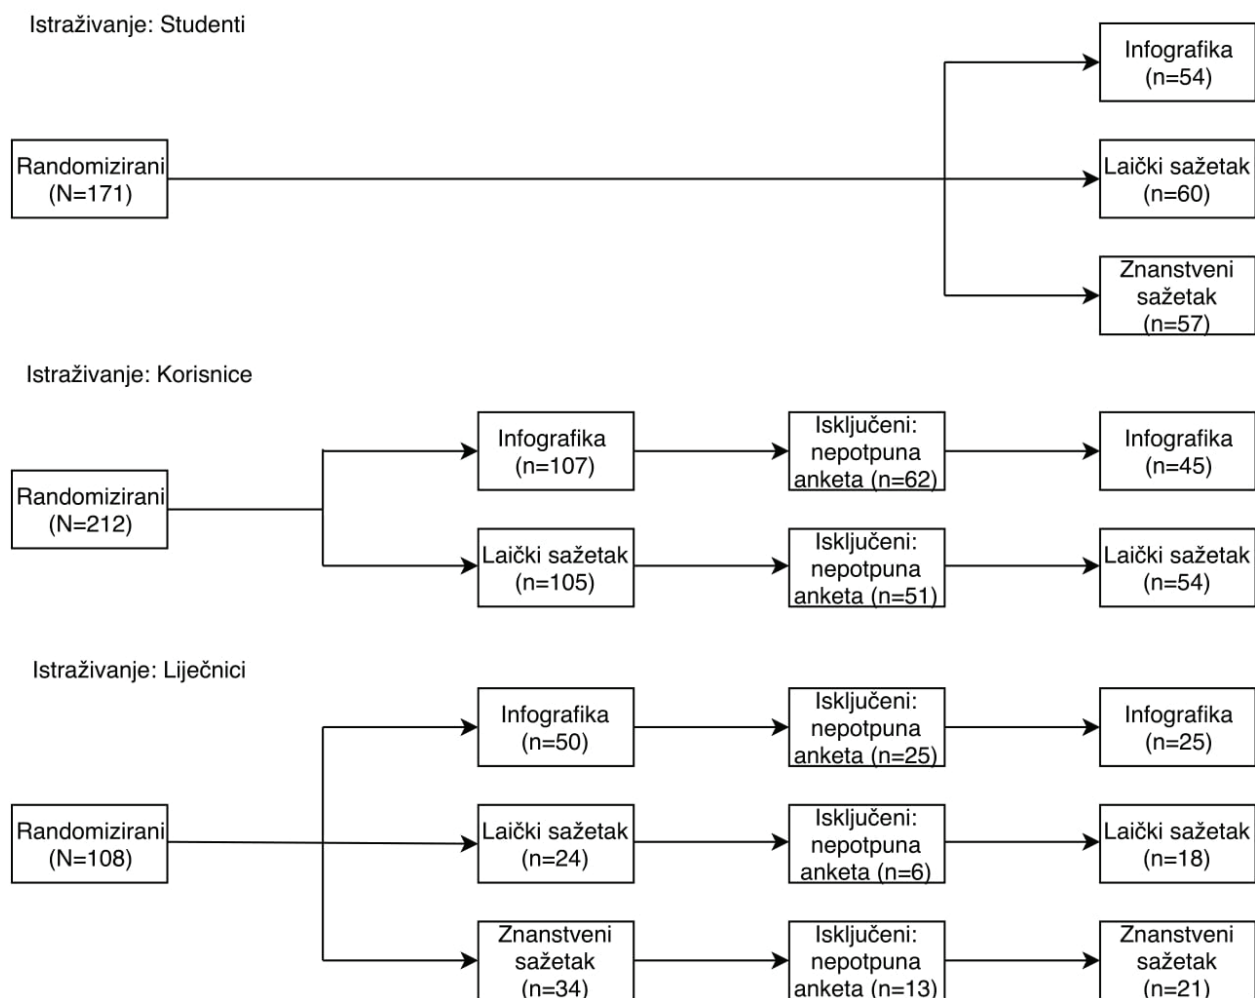 Istraživanje: Studenti
Randomizirani
(N=171)
Infografika
(n=54)
Laički sažetak
(n=60)
Znanstveni
sažetak
(n=57)
Istraživanje: Korisnice
Randomizirani
(N=212)
Infografika
(n=107)
Isključeni:
nepotpuna
anketa (n=62)
Infografika
(n=45)
Laički sažetak
(n=105)
Isključeni:
nepotpuna
anketa (n=51)
Laički sažetak
(n=54)
Istraživanje: Liječnici
Randomizirani
(N=108)
Infografika
(n=50)
Isključeni:
nepotpuna
anketa (n=25)
Infografika
(n=25)
Laički sažetak
(n=24)
Isključeni:
nepotpuna
anketa (n=6)
Laički sažetak
(n=18)
Znanstveni
sažetak
(n=34)
Isključeni:
nepotpuna
anketa (n=13)
Znanstveni
sažetak
(n=21)